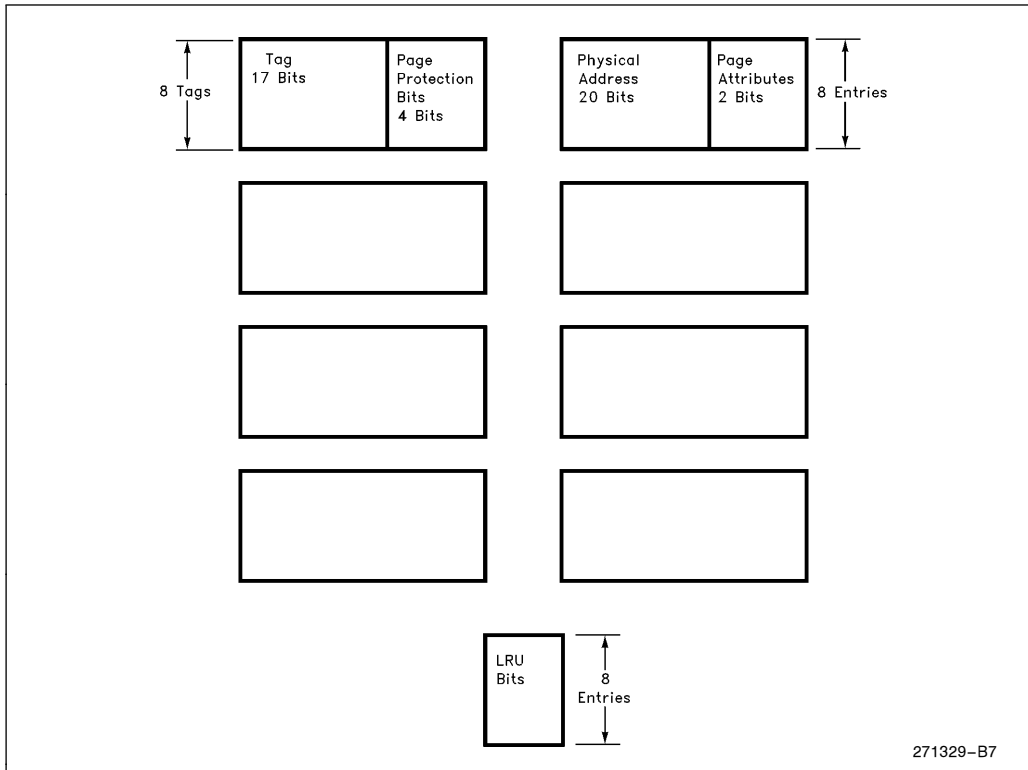 8 Tags
Tag
17 Bits
Page
Protection
Bits
4 Bits
Physical
Address
20 Bits
Page
Attributes
2 Bits
8 Entries
LRU
Bits
8
Entries
271329–B7